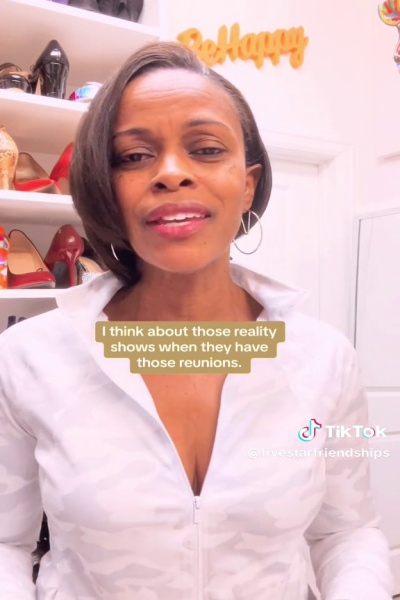 BeHappy
I think about those reality
shows when they have
those reunions.
TikTok
@fivestarfriendships